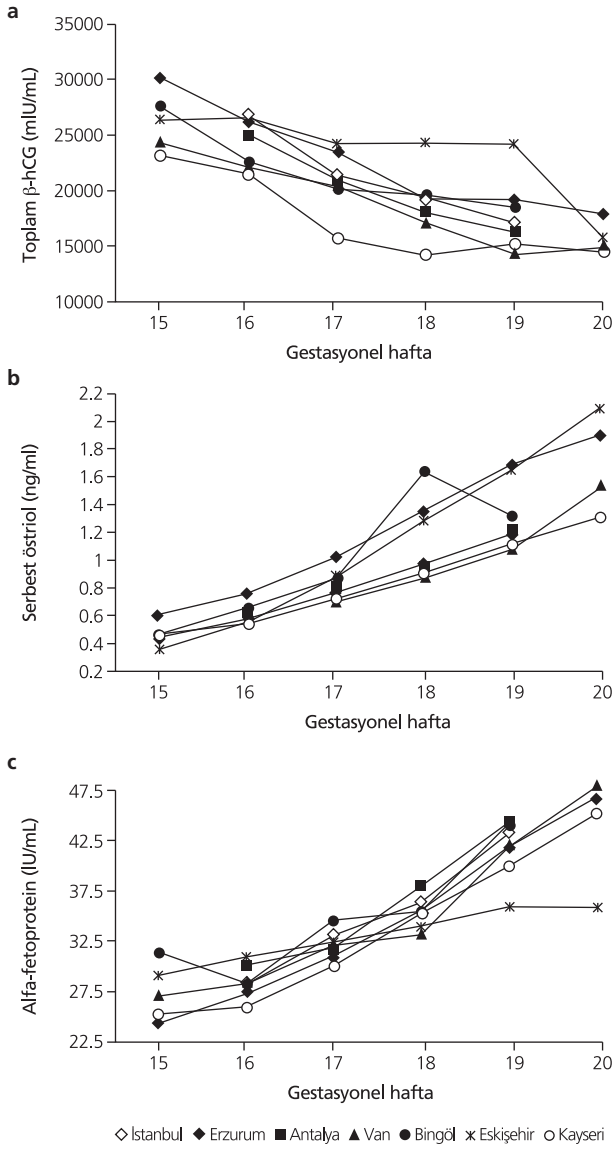 a
Toplam β-hCG (mIU/mL)
35000
30000
25000
20000
15000
10000
15 16 17 18 19 20
Gestasyonel hafta
b
Serbest östriol (ng/ml)
2.2
2
1.8
1.6
1.4
1.2
1
0.8
0.6
0.4
0.2
15 16 17 18 19 20
Gestasyonel hafta
c
Alfa-fetoprotein (IU/mL)
47.5
42.5
37.5
32.5
27.5
22.5
15 16 17 18 19 20
Gestasyonel hafta
İstanbul Erzurum Antalya Van Bingöl Eskişehir Kayseri